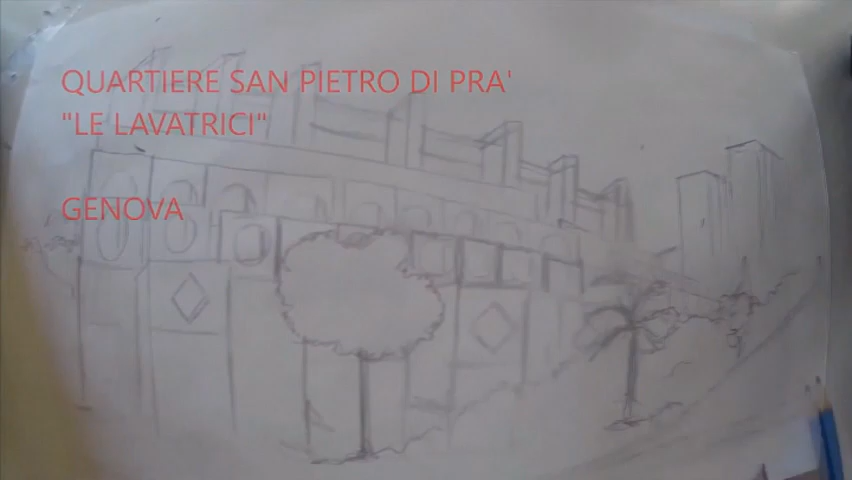 QUARTIERE SAN PIETRO DI PRA'
"LE LAVATRICI"
GENOVA